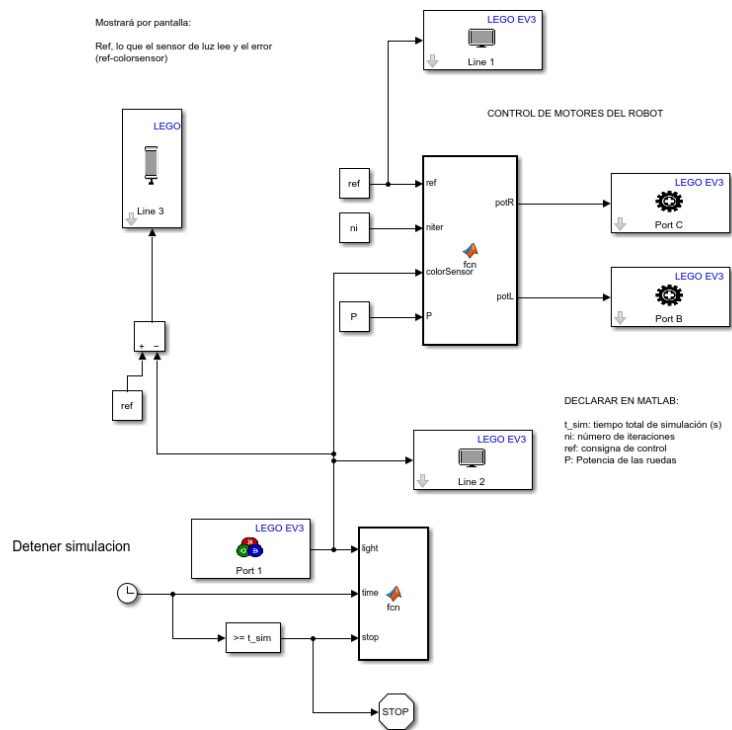 Mostrará por pantalla:
Ref, lo que el sensor de luz lee y el error
(ref-colorsensor)
LEGO EV3
Line 1
CONTROL DE MOTORES DEL ROBOT
LEGO
Line 3
ref
ni
P
ref
niter
colorSensor
P
fcn
potR
potL
LEGO EV3
Port C
LEGO EV3
Port B
+ −
ref
DECLARAR EN MATLAB:
t_sim: tiempo total de simulación (s)
ni: número de iteraciones
ref: consigna de control
P: Potencia de las ruedas
LEGO EV3
Line 2
Detener simulacion
LEGO EV3
Port 1
light
time
stop
fcn
>= t_sim
STOP